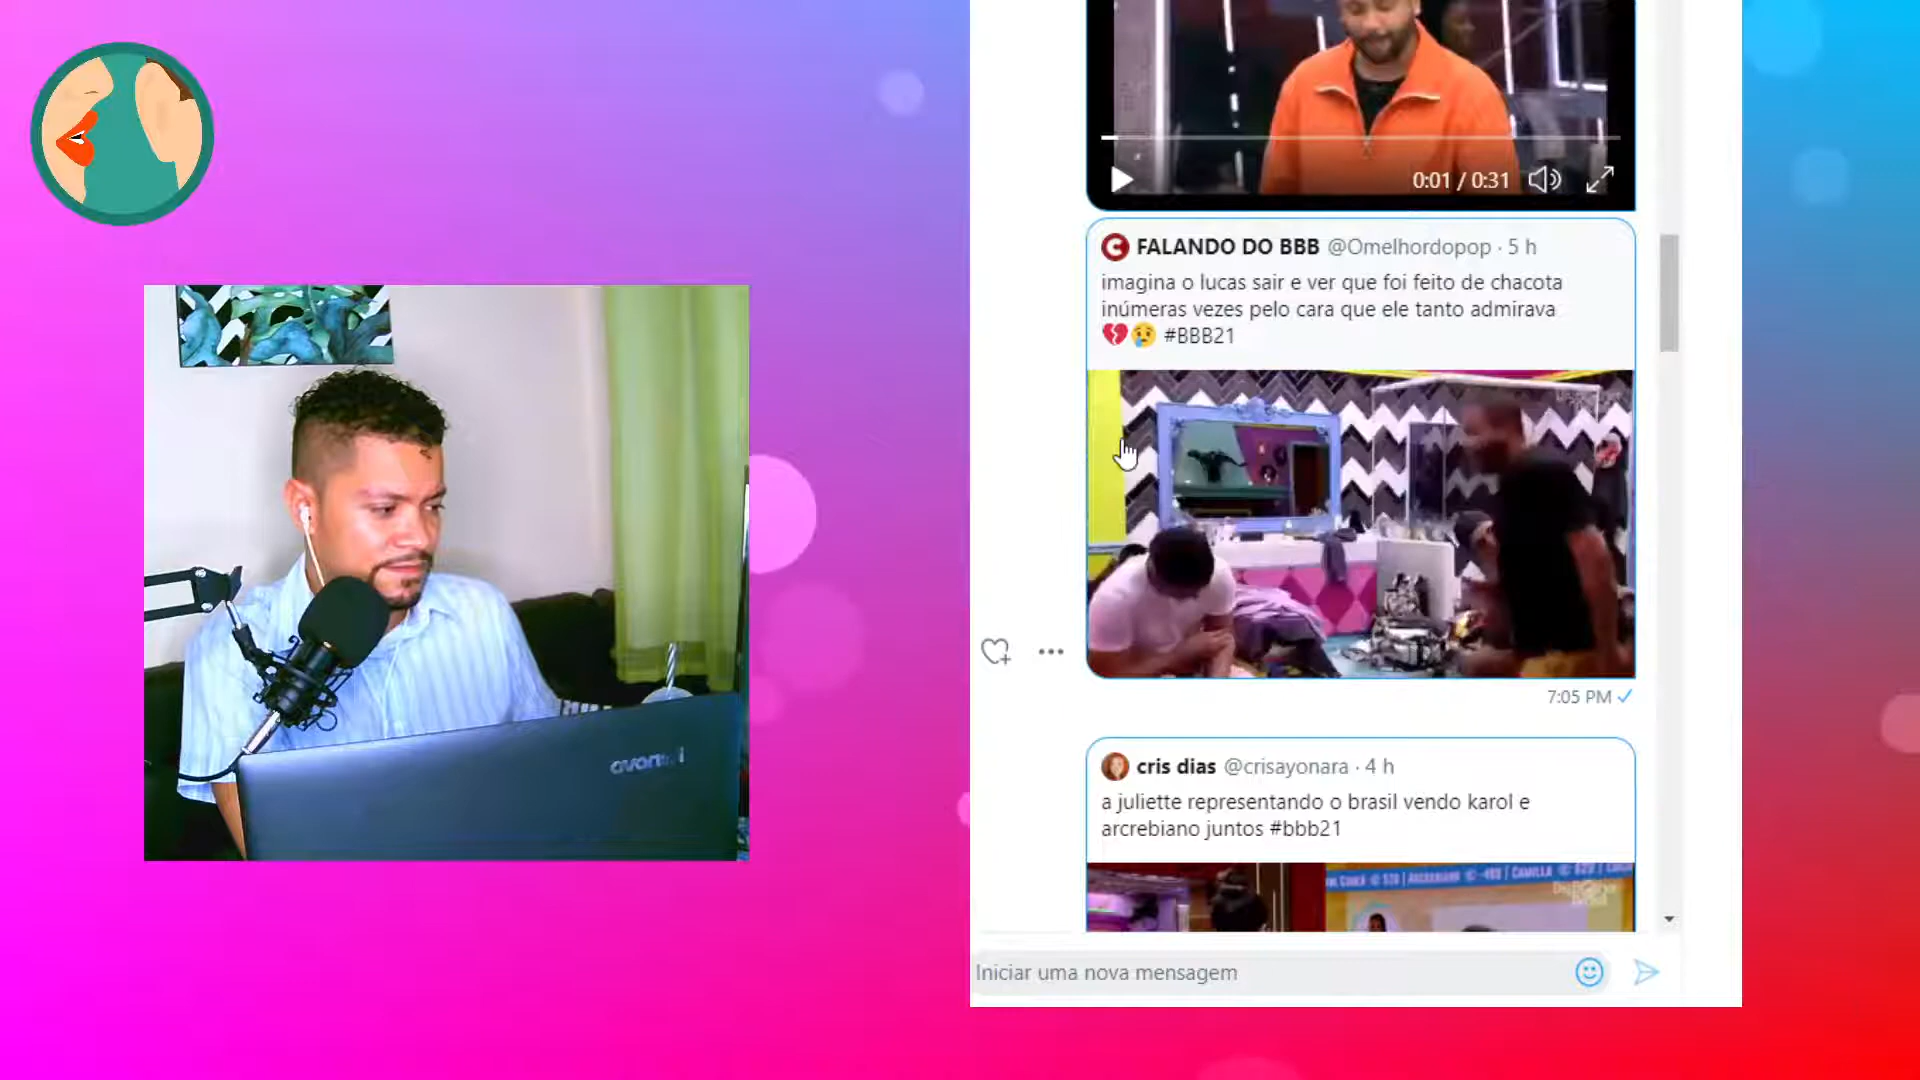 0:01 / 0:31
FALANDO DO BBB @Omelhordopop · 5 h
imagina o lucas sair e ver que foi feito de chacota
inúmeras vezes pelo cara que ele tanto admirava
💔😢 #BBB21
7:05 PM
cris dias @crisayonara · 4 h
a juliette representando o brasil vendo karol e
arcrebiano juntos #bbb21
Iniciar uma nova mensagem